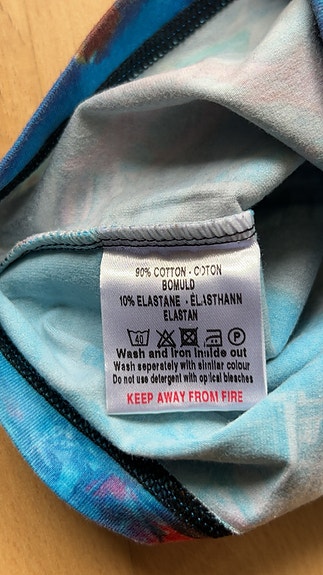 90% COTTON - COTON
BOMULD
10% ELASTANE - ÉLASTHANN
ELASTAN
40 P
Wash and Iron inside out
Wash seperately with similar colour
Do not use detergent with optical bleaches
KEEP AWAY FROM FIRE